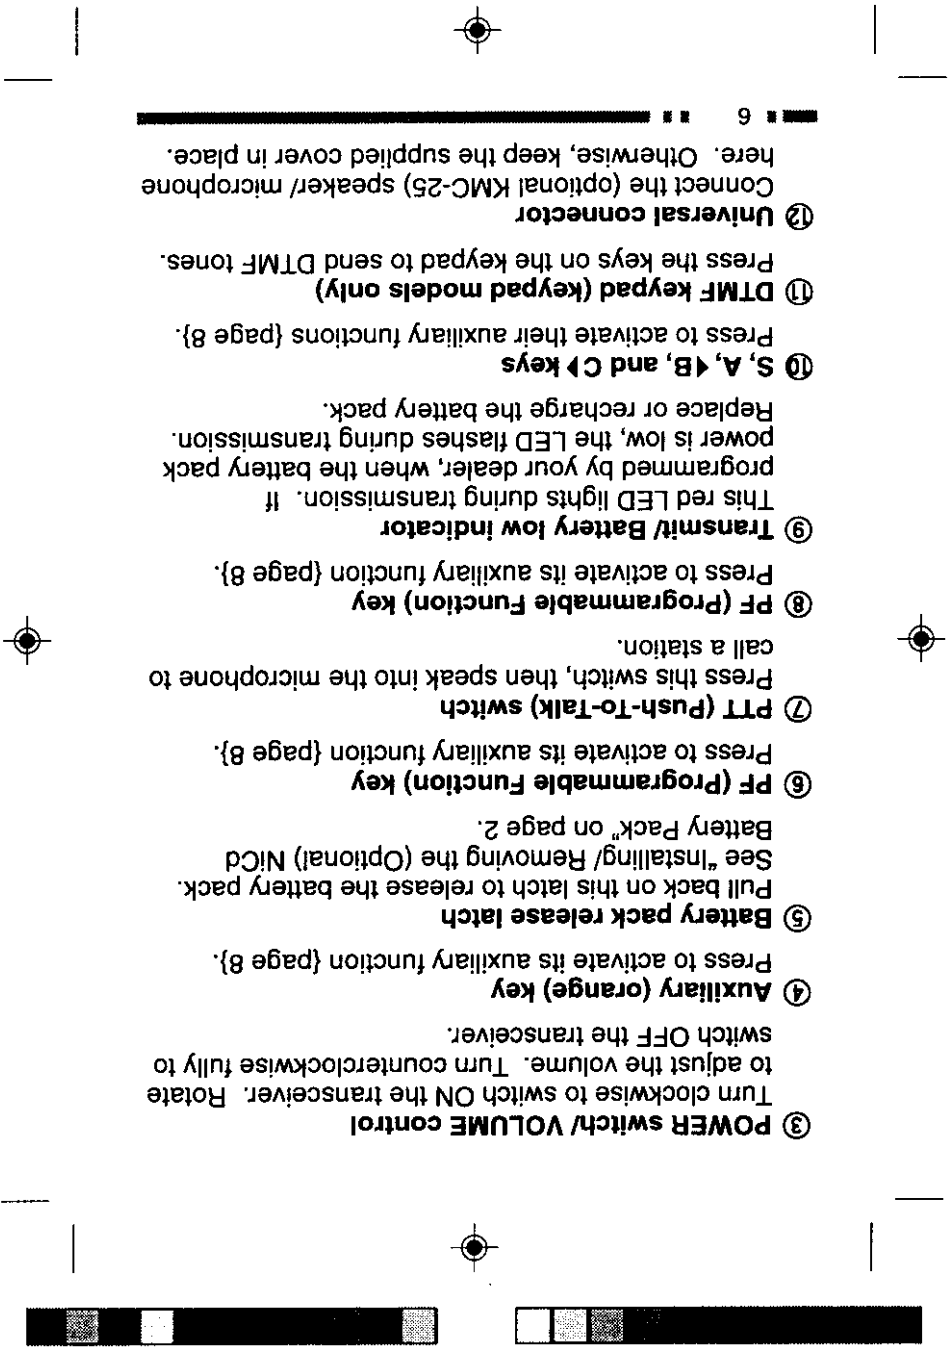 ③ POWER switch/ VOLUME control
Turn clockwise to switch ON the transceiver.  Rotate
to adjust the volume.  Turn counterclockwise fully to
switch OFF the transceiver.
④ Auxiliary (orange) key
Press to activate its auxiliary function {page 8}.
⑤ Battery pack release latch
Pull back on this latch to release the battery pack.
See "Installing/ Removing the (Optional) NiCd
Battery Pack" on page 2.
⑥ PF (Programmable Function) key
Press to activate its auxiliary function {page 8}.
⑦ PTT (Push-To-Talk) switch
Press this switch, then speak into the microphone to
call a station.
⑧ PF (Programmable Function) key
Press to activate its auxiliary function {page 8}.
⑨ Transmit/ Battery low indicator
This red LED lights during transmission.  If
programmed by your dealer, when the battery pack
power is low, the LED flashes during transmission.
Replace or recharge the battery pack.
⑩ S, A, ◀B, and C▶ keys
Press to activate their auxiliary functions {page 8}.
⑪ DTMF keypad (keypad models only)
Press the keys on the keypad to send DTMF tones.
⑫ Universal connector
Connect the (optional KMC-25) speaker/ microphone
here.  Otherwise, keep the supplied cover in place.
6